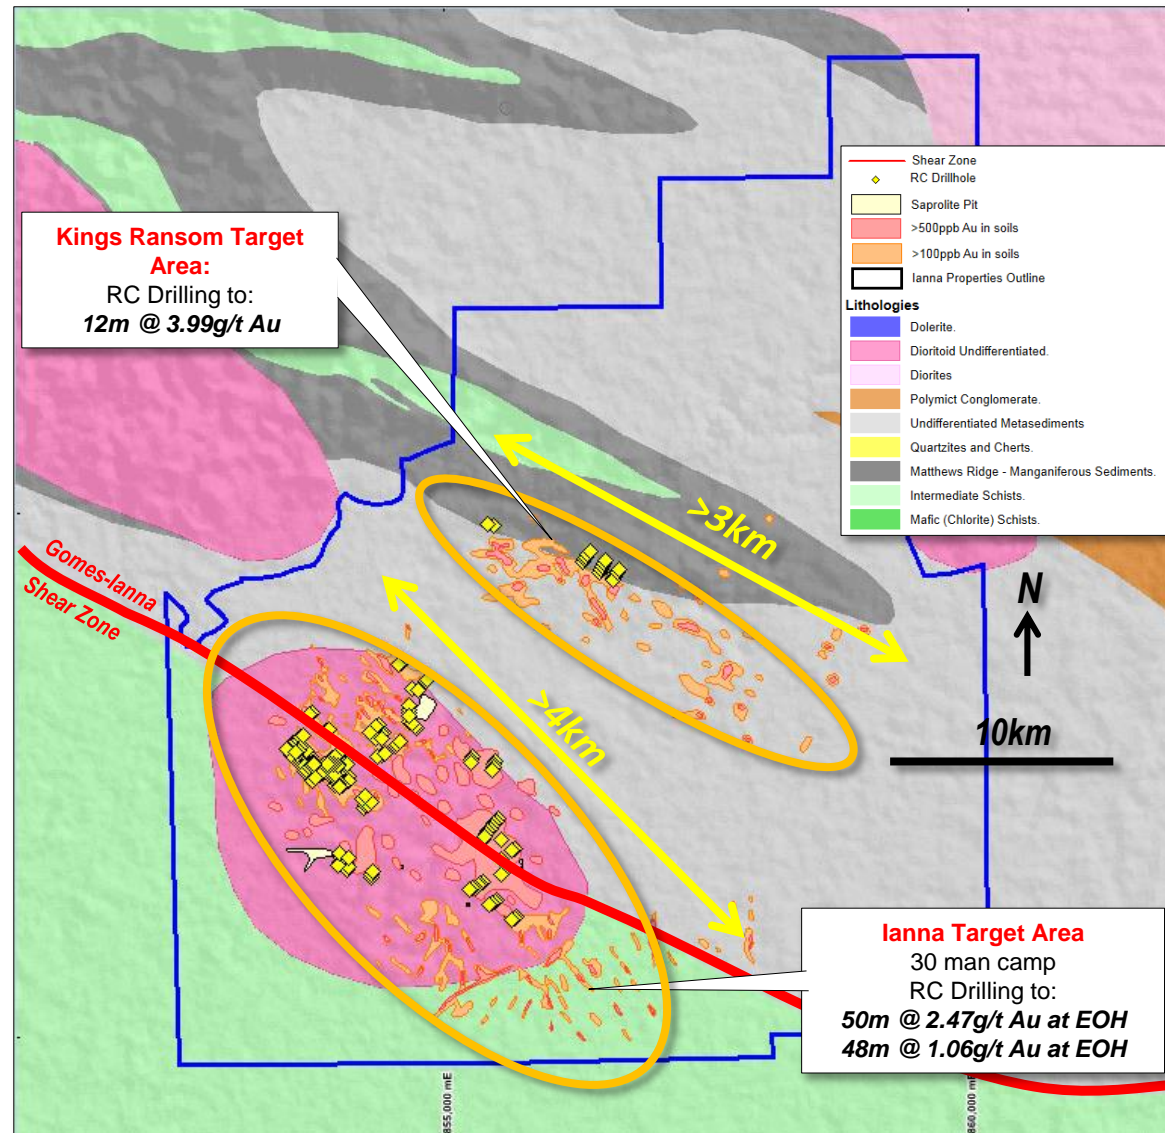 Shear Zone
RC Drillhole
Saprolite Pit
>500ppb Au in soils
>100ppb Au in soils
Ianna Properties Outline
Lithologies
Dolerite.
Dioritoid Undifferentiated.
Diorites
Polymict Conglomerate.
Undifferentiated Metasediments
Quartzites and Cherts.
Matthews Ridge - Manganiferous Sediments.
Intermediate Schists.
Mafic (Chlorite) Schists.
Kings Ransom Target
Area:
RC Drilling to:
12m @ 3.99g/t Au
>3km
Gomes-Ianna
Shear Zone
N
>4km
10km
Ianna Target Area
30 man camp
RC Drilling to:
50m @ 2.47g/t Au at EOH
48m @ 1.06g/t Au at EOH
855,000 mE
860,000 mE